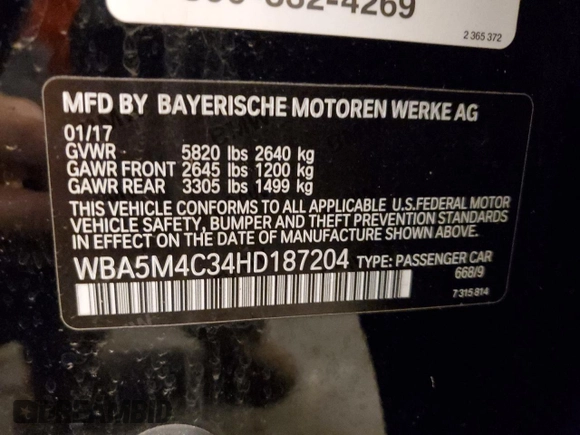 2 365 372
MFD BY BAYERISCHE MOTOREN WERKE AG
01/17
GVWR 5820 lbs 2640 kg
GAWR FRONT 2645 lbs 1200 kg
GAWR REAR 3305 lbs 1499 kg
THIS VEHICLE CONFORMS TO ALL APPLICABLE U.S.FEDERAL MOTOR
VEHICLE SAFETY, BUMPER AND THEFT PREVENTION STANDARDS
IN EFFECT ON THE DATE OF MANUFACTURE SHOWN ABOVE.
WBA5M4C34HD187204 TYPE: PASSENGER CAR
668/9
7 315 814